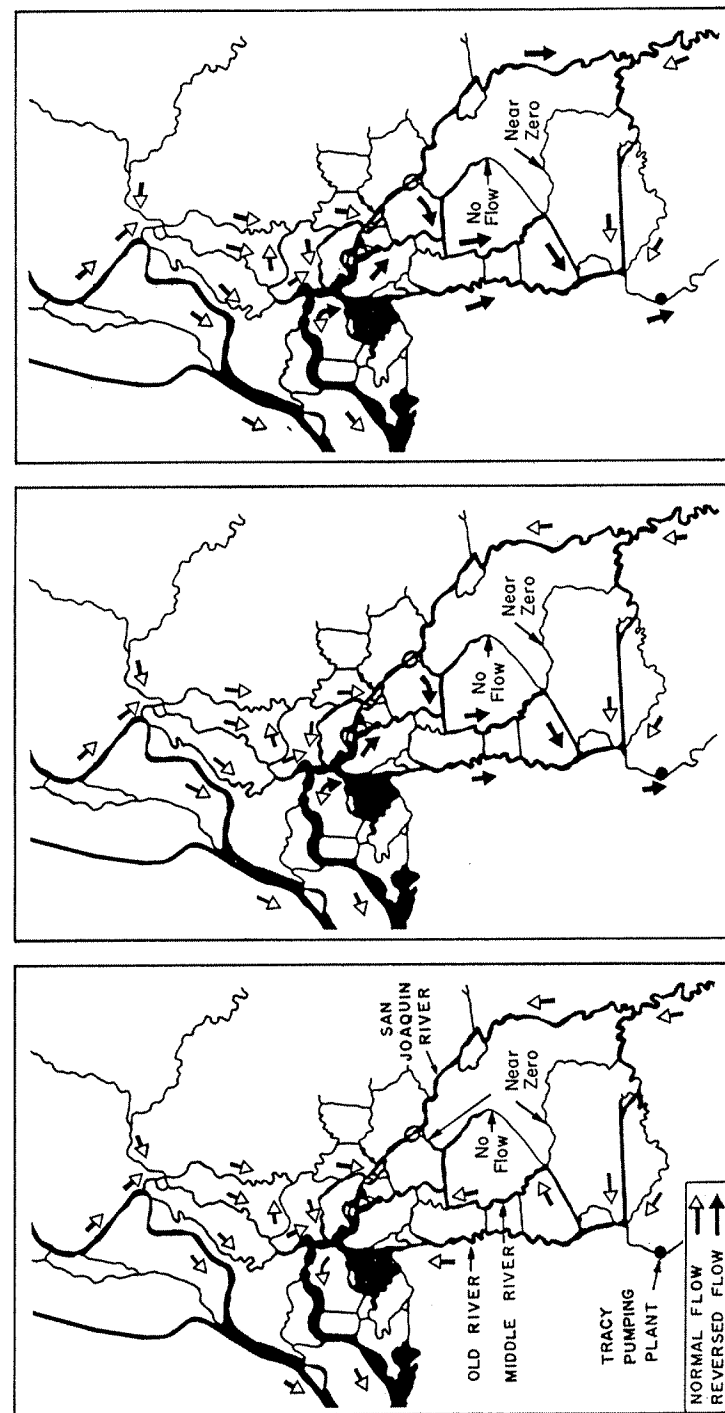 Near
Zero
No
Flow
Near
Zero
No
Flow
SAN
JOAQUIN
RIVER
Near
Zero
No
Flow
OLD RIVER
MIDDLE RIVER
TRACY
PUMPING
PLANT
NORMAL FLOW
REVERSED FLOW